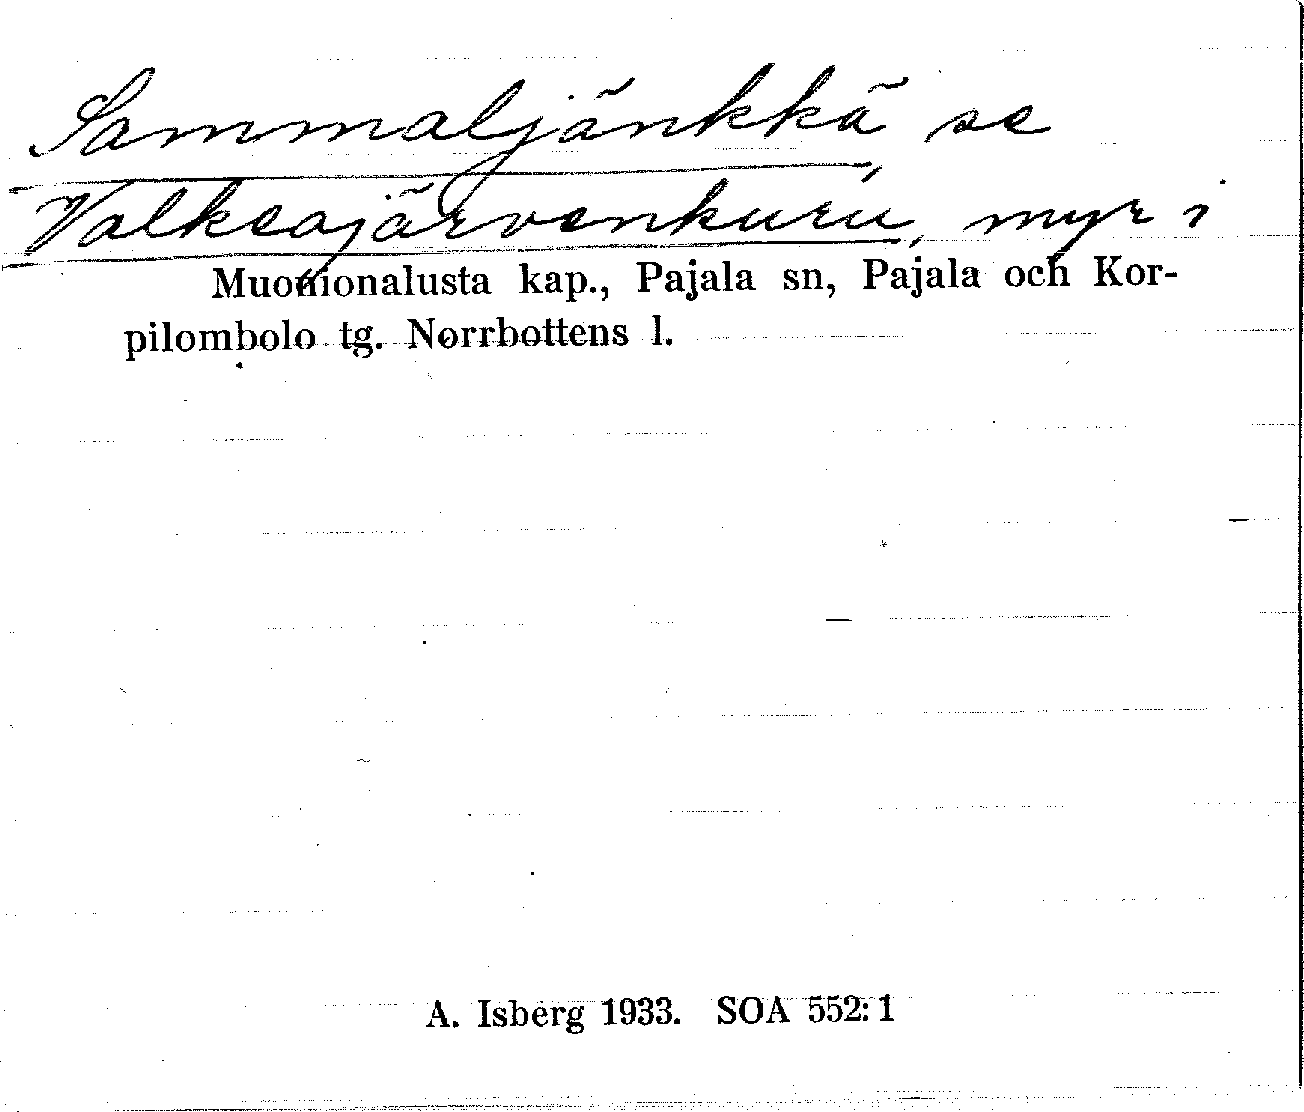 Sammaljänkkä se
Valkeajärvenkuru, myr i
Muonionalusta kap., Pajala sn, Pajala och Kor-
pilombolo tg. Norrbottens l.
A. Isberg 1933. SOA 552:1